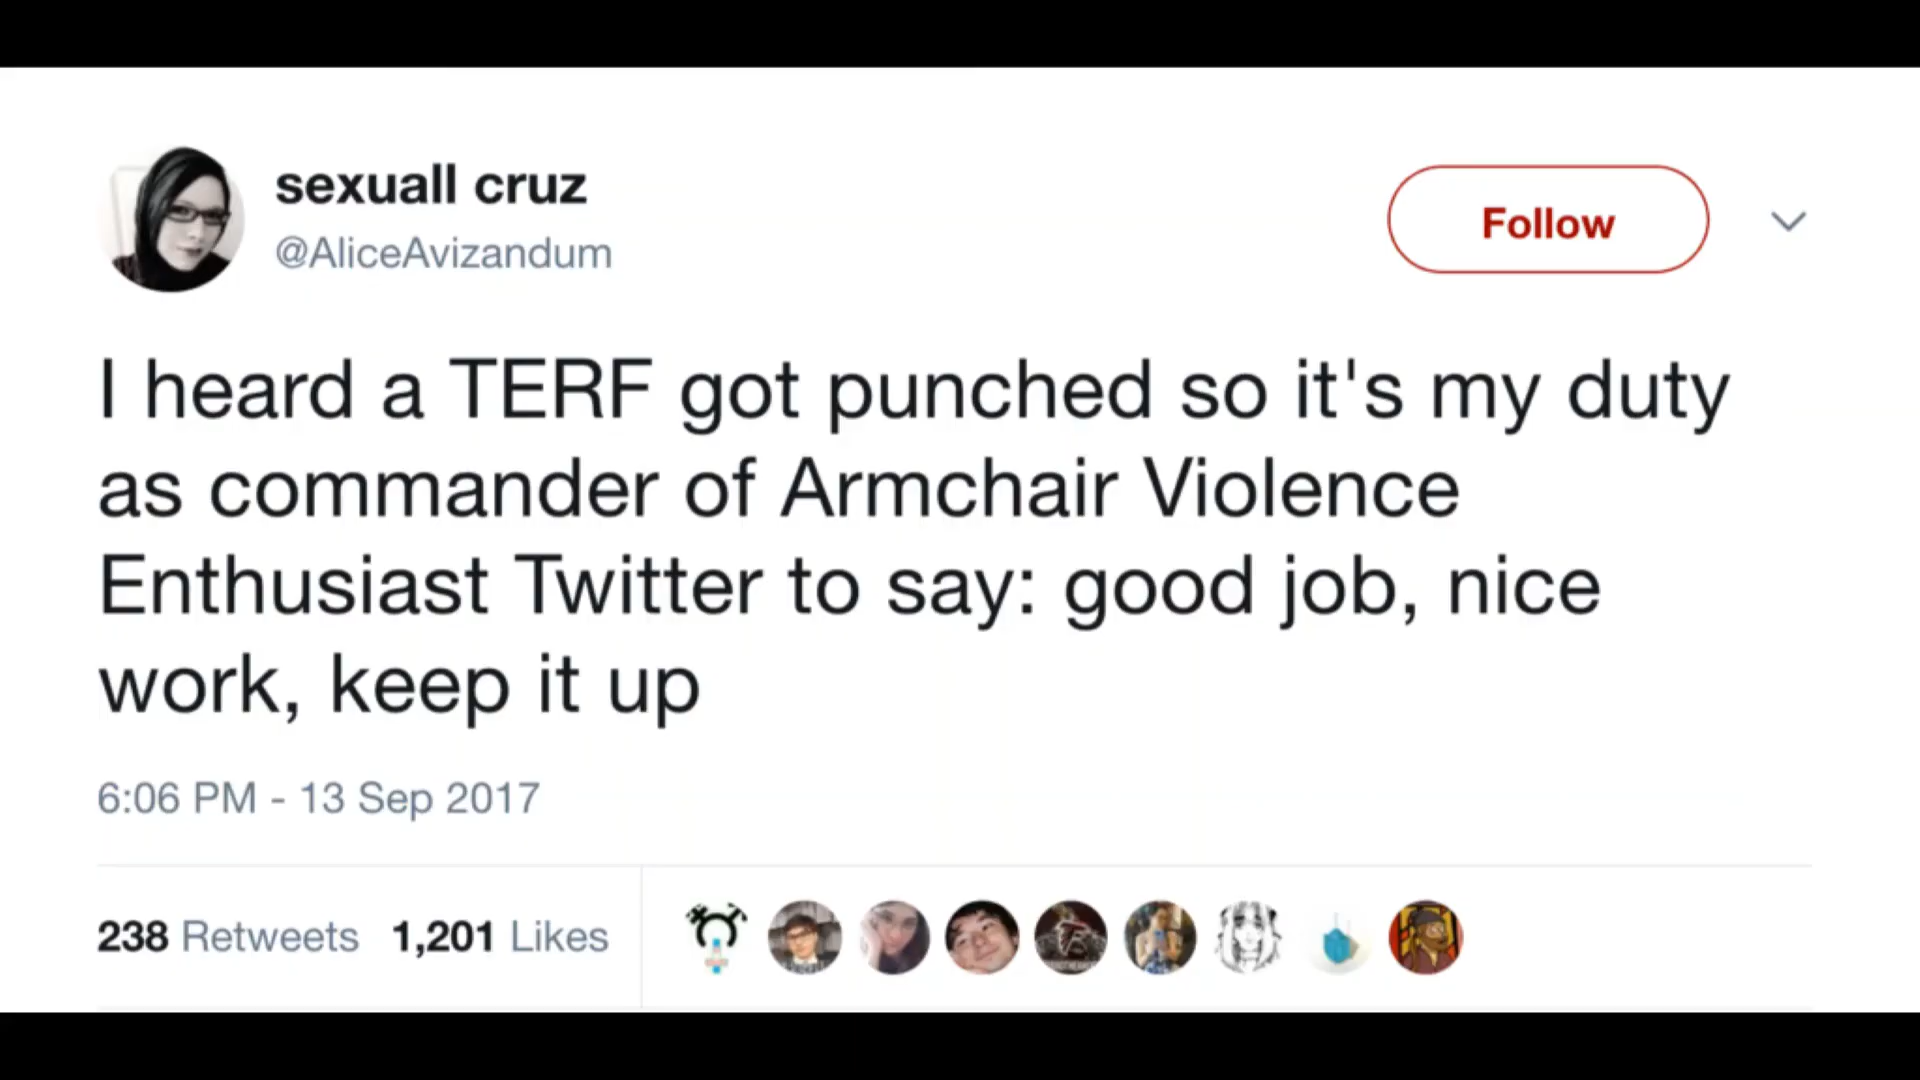 sexuall cruz
@AliceAvizandum
Follow
I heard a TERF got punched so it's my duty
as commander of Armchair Violence
Enthusiast Twitter to say: good job, nice
work, keep it up
6:06 PM - 13 Sep 2017
238 Retweets 1,201 Likes